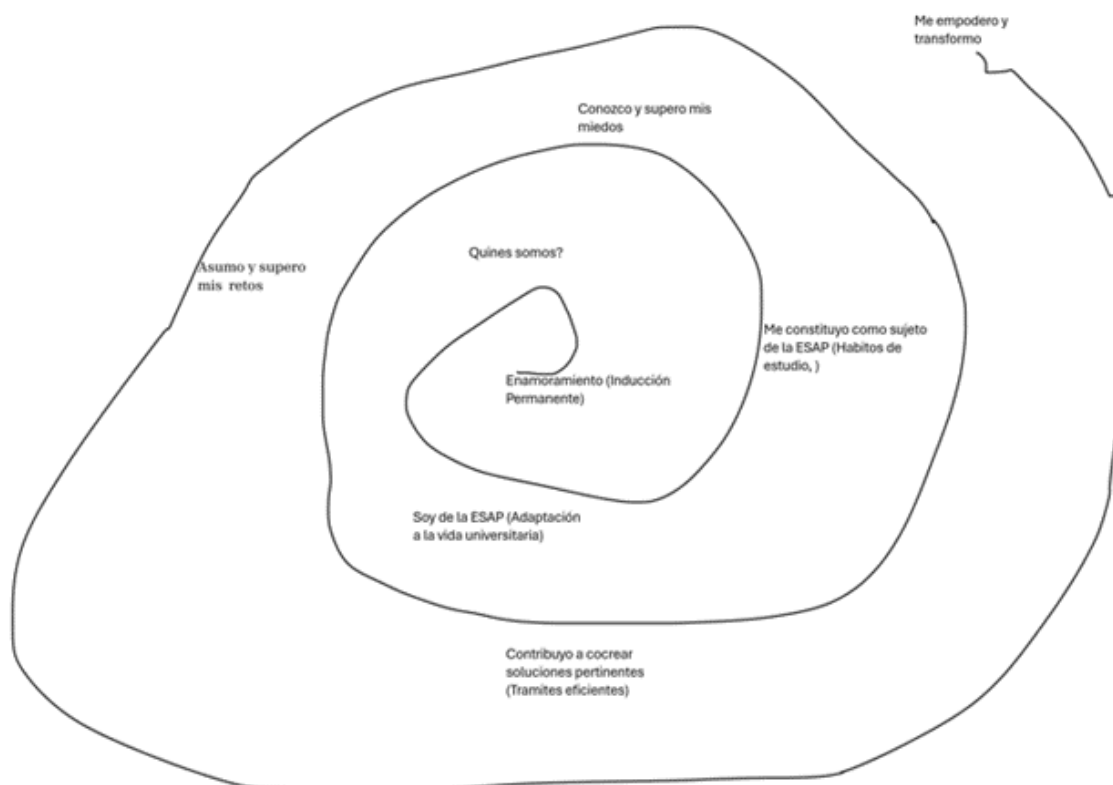 Me empodero y
transformo
Conozco y supero mis
miedos
Quines somos?
Asumo y supero
mis retos
Me constituyo como sujeto
de la ESAP (Habitos de
estudio, )
Enamoramiento (Inducción
Permanente)
Soy de la ESAP (Adaptación
a la vida universitaria)
Contribuyo a cocrear
soluciones pertinentes
(Tramites eficientes)